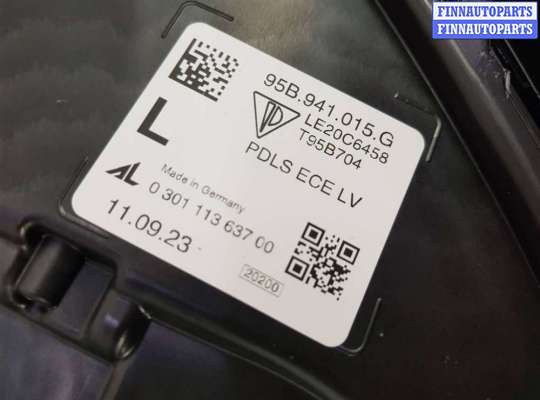 FINNAUTOPARTS
FINNAUTOPARTS
95B.941.015.G
LE20C6458
T95B704
L
PDLS ECE LV
AL
Made in Germany
0 301 113 637 00
11.09.23
20200